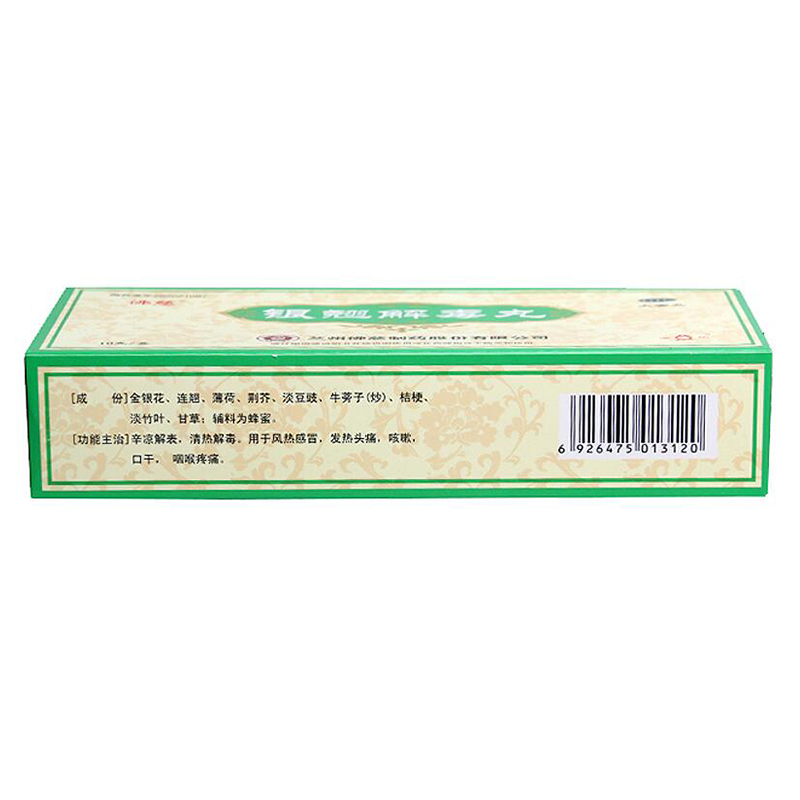 佛慈®
银翘解毒丸
兰州佛慈制药股份有限公司
[成 份]金银花、连翘、薄荷、荆芥、淡豆豉、牛蒡子(炒)、桔梗、
淡竹叶、甘草；辅料为蜂蜜。
[功能主治]辛凉解表，清热解毒。用于风热感冒，发热头痛，咳嗽，
口干， 咽喉疼痛。
6 926475 013120